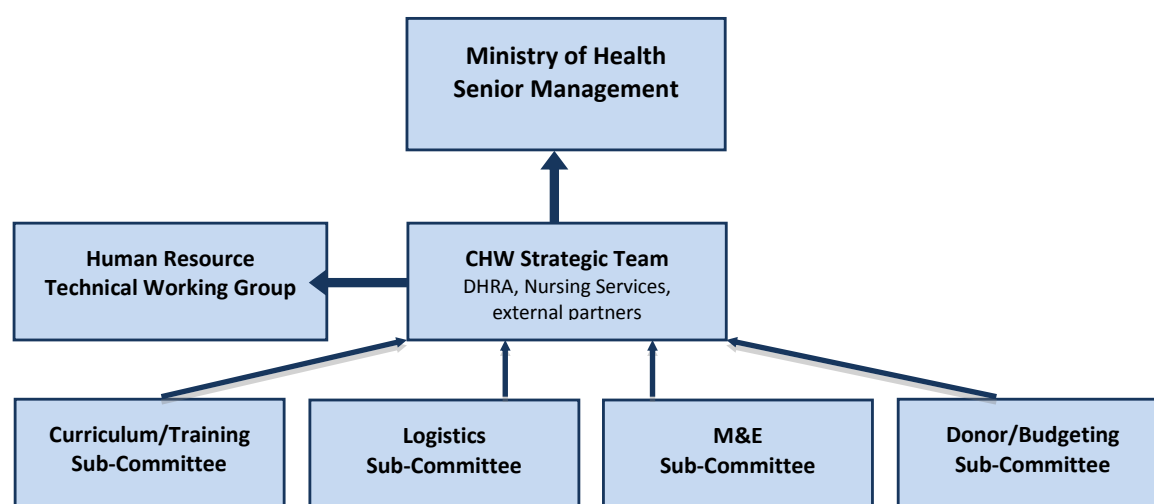 Ministry of Health
Senior Management
Human Resource
Technical Working Group
CHW Strategic Team
DHRA, Nursing Services,
external partners
Curriculum/Training
Sub-Committee
Logistics
Sub-Committee
M&E
Sub-Committee
Donor/Budgeting
Sub-Committee